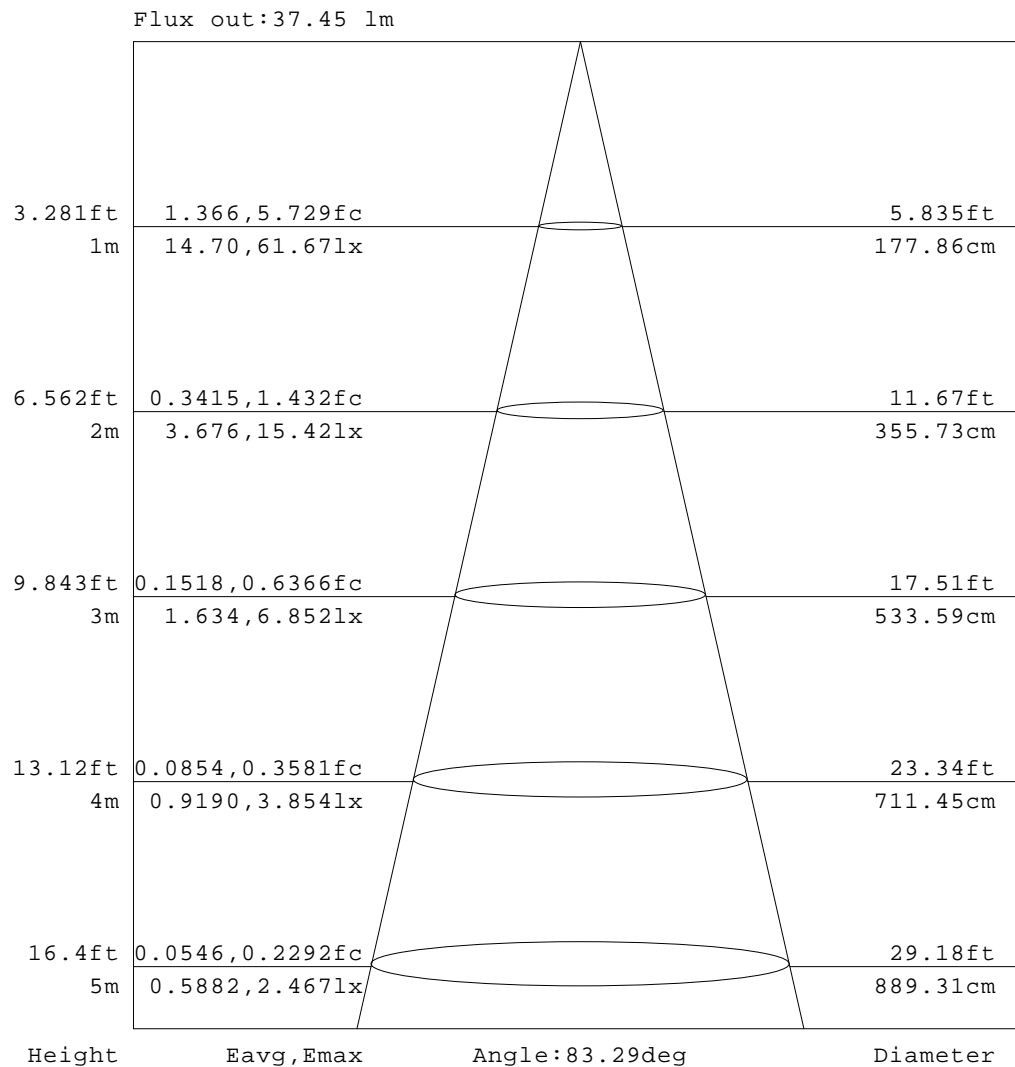 Flux out:37.45 lm
3.281ft 1.366,5.729fc 5.835ft
1m 14.70,61.67lx 177.86cm
6.562ft 0.3415,1.432fc 11.67ft
2m 3.676,15.42lx 355.73cm
9.843ft 0.1518,0.6366fc 17.51ft
3m 1.634,6.852lx 533.59cm
13.12ft 0.0854,0.3581fc 23.34ft
4m 0.9190,3.854lx 711.45cm
16.4ft 0.0546,0.2292fc 29.18ft
5m 0.5882,2.467lx 889.31cm
Height Eavg,Emax Angle:83.29deg Diameter